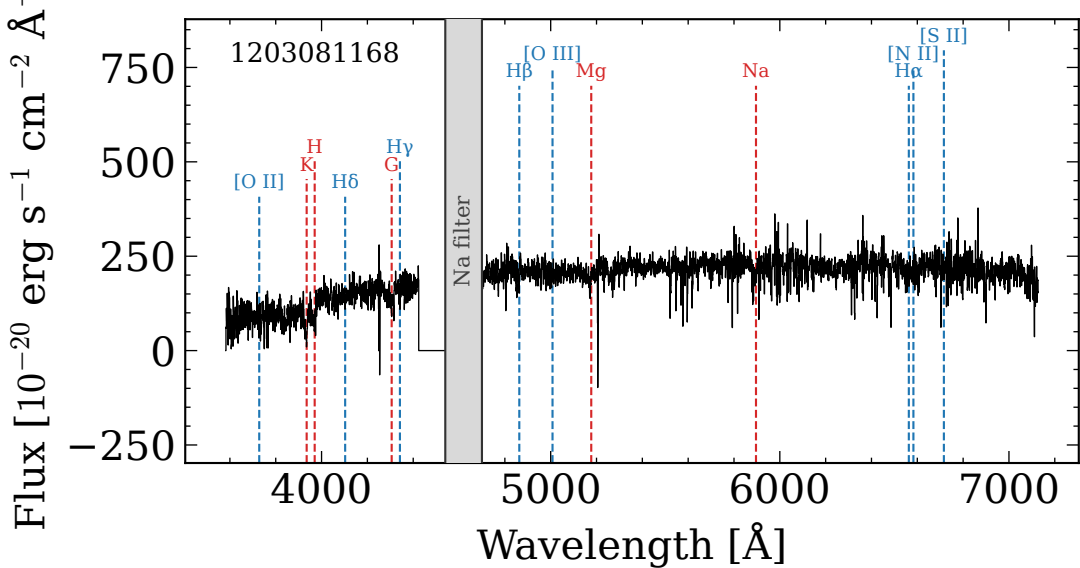 1203081168
[O II]
K
H
Hδ
G
Hγ
Na filter
Hβ
[O III]
Mg
Na
Hα
[N II]
[S II]
750
500
250
0
−250
4000
5000
6000
7000
Wavelength [Å]
Flux [10⁻²⁰ erg s⁻¹ cm⁻² Å⁻